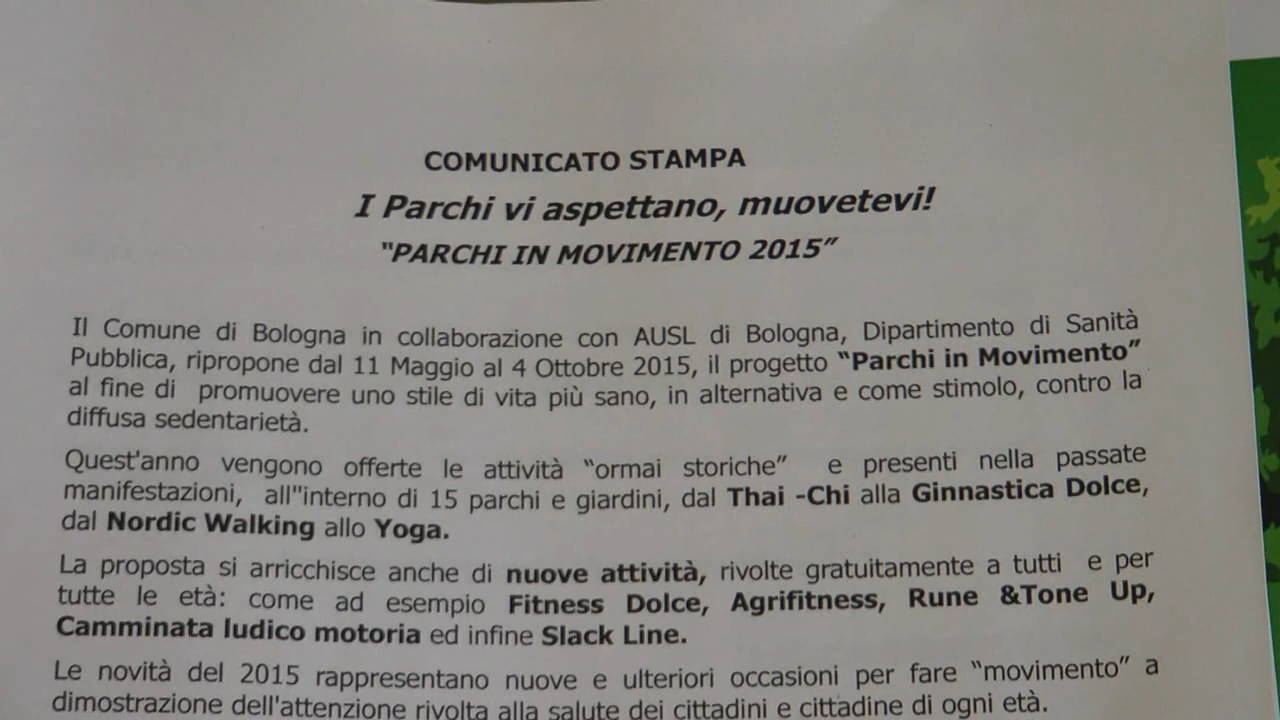 COMUNICATO STAMPA
I Parchi vi aspettano, muovetevi!
"PARCHI IN MOVIMENTO 2015"
Il Comune di Bologna in collaborazione con AUSL di Bologna, Dipartimento di Sanità
Pubblica, ripropone dal 11 Maggio al 4 Ottobre 2015, il progetto "Parchi in Movimento"
al fine di promuovere uno stile di vita più sano, in alternativa e come stimolo, contro la
diffusa sedentarietà.
Quest'anno vengono offerte le attività "ormai storiche" e presenti nella passate
manifestazioni, all"interno di 15 parchi e giardini, dal Thai -Chi alla Ginnastica Dolce,
dal Nordic Walking allo Yoga.
La proposta si arricchisce anche di nuove attività, rivolte gratuitamente a tutti e per
tutte le età: come ad esempio Fitness Dolce, Agrifitness, Rune &Tone Up,
Camminata ludico motoria ed infine Slack Line.
Le novità del 2015 rappresentano nuove e ulteriori occasioni per fare "movimento" a
dimostrazione dell'attenzione rivolta alla salute dei cittadini e cittadine di ogni età.